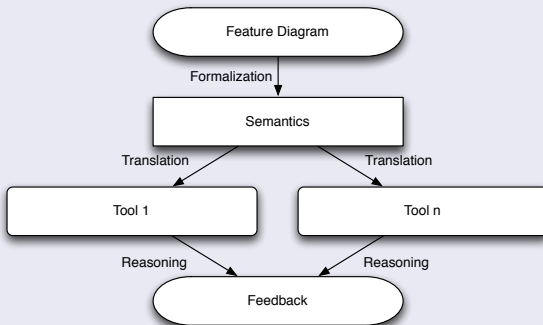 Feature Diagram
Formalization
Semantics
Translation
Translation
Tool 1
Tool n
Reasoning
Reasoning
Feedback